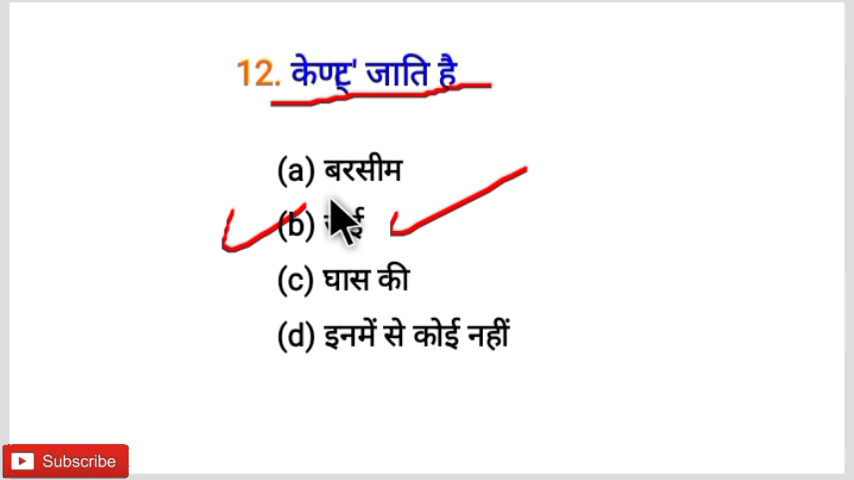 12. केण्ट्' जाति है
(a) बरसीम
(b)
(c) घास की
(d) इनमें से कोई नहीं
Subscribe